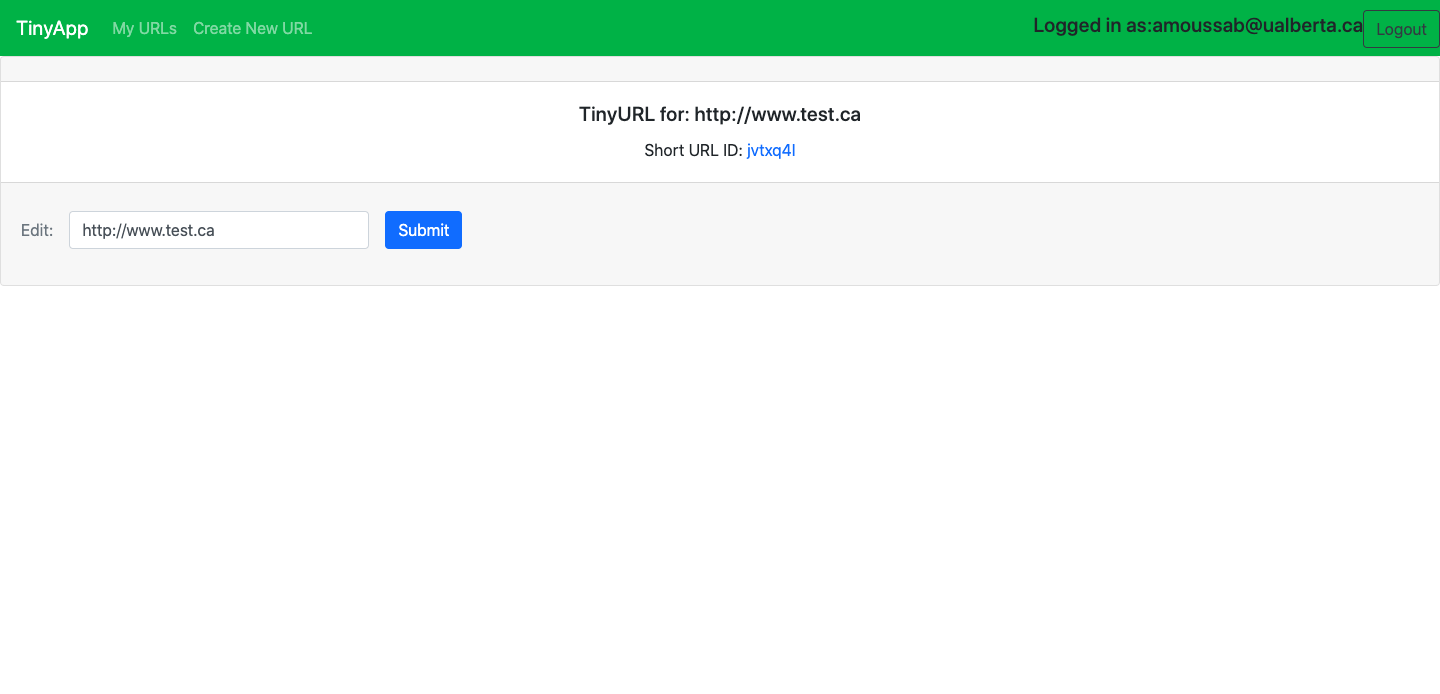 TinyApp My URLs Create New URL Logged in as:amoussab@ualberta.ca Logout
TinyURL for: http://www.test.ca
Short URL ID: jvtxq4l
Edit: http://www.test.ca Submit